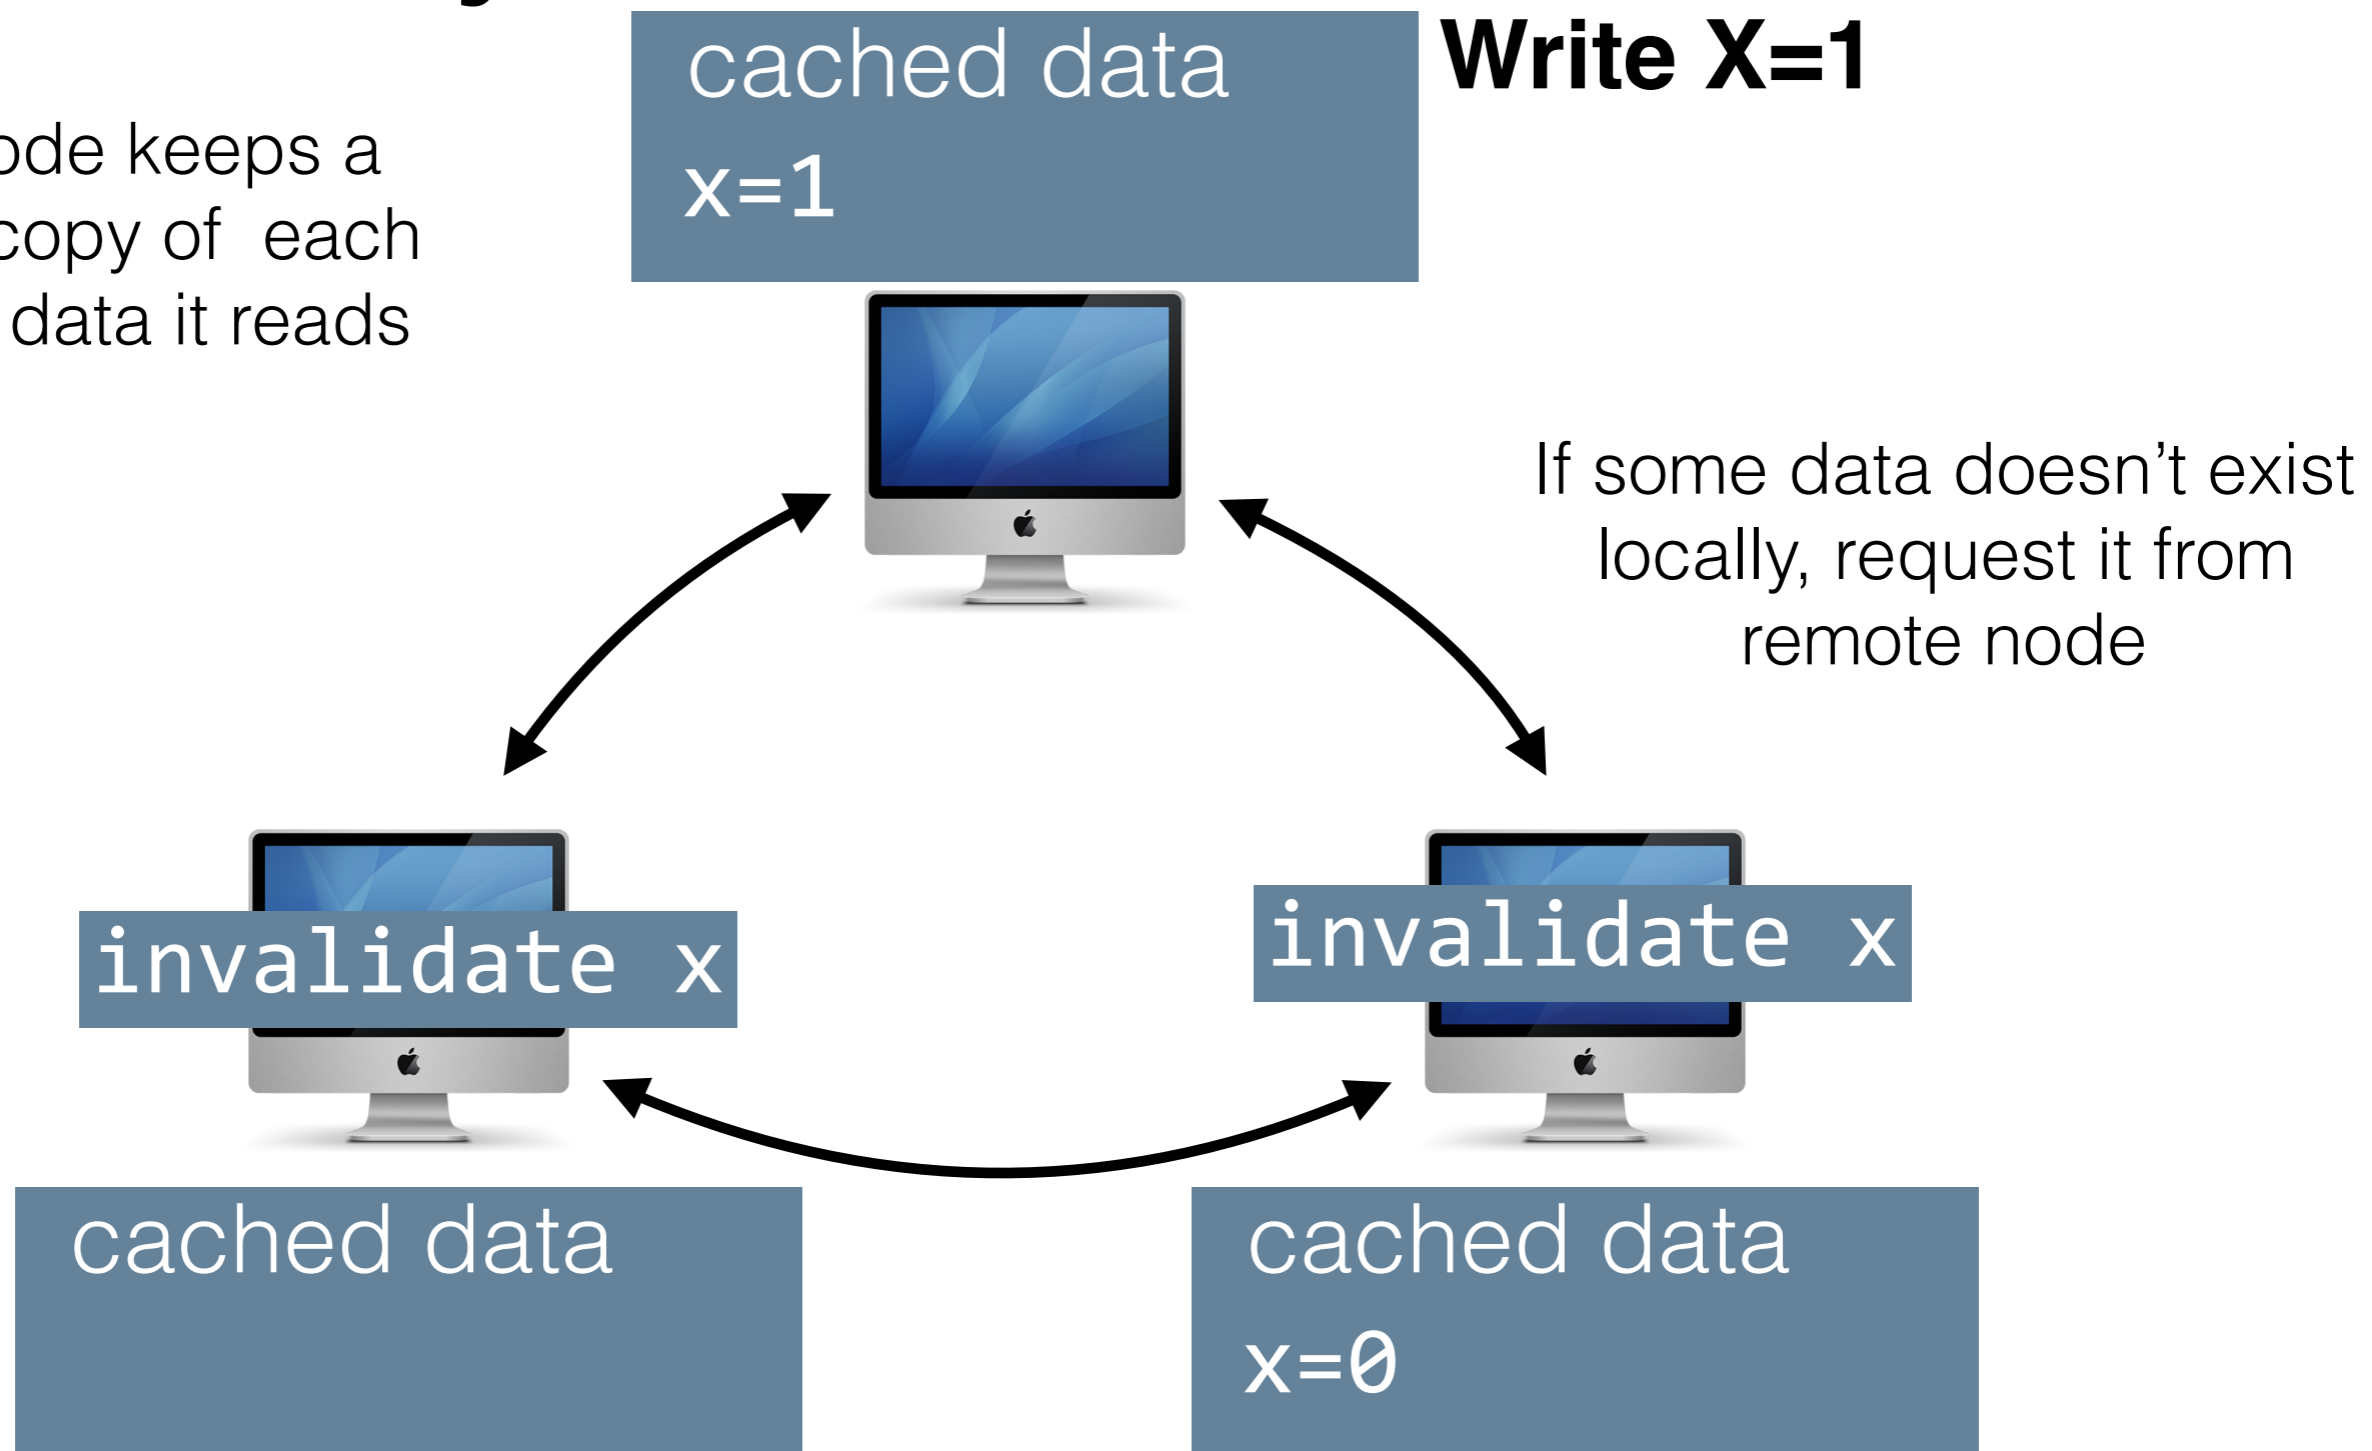 cached data
x=1
Write X=1
keeps a
copy of each
data it reads
If some data doesn’t exist
locally, request it from
remote node
invalidate x
invalidate x
cached data
cached data
x=0